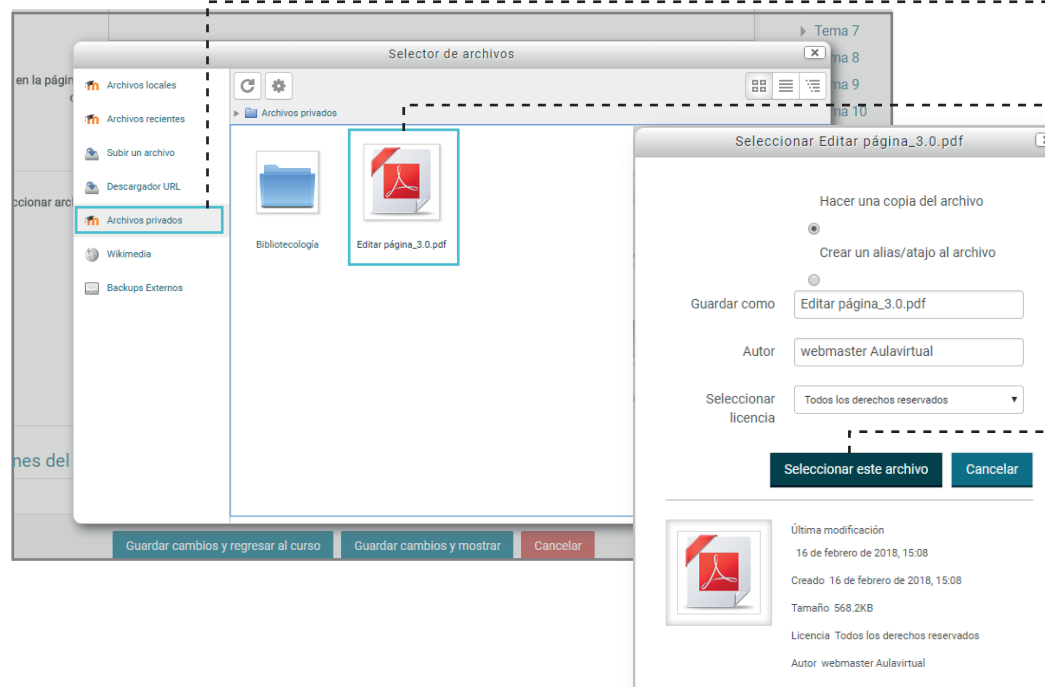 Tema 7
ma 8
ma 9
ma 10
en la págin
ccionar arc
nes del
Selector de archivos
Archivos locales
Archivos recientes
Subir un archivo
Descargador URL
Archivos privados
Wikimedia
Backups Externos
Archivos privados
Bibliotecología
Editar página_3.0.pdf
Guardar cambios y regresar al curso
Guardar cambios y mostrar
Cancelar
Seleccionar Editar página_3.0.pdf
Hacer una copia del archivo
Crear un alias/atajo al archivo
Guardar como
Editar página_3.0.pdf
Autor
webmaster Aulavirtual
Seleccionar
licencia
Todos los derechos reservados
Seleccionar este archivo
Cancelar
Última modificación
16 de febrero de 2018, 15:08
Creado 16 de febrero de 2018, 15:08
Tamaño 568.2KB
Licencia Todos los derechos reservados
Autor webmaster Aulavirtual